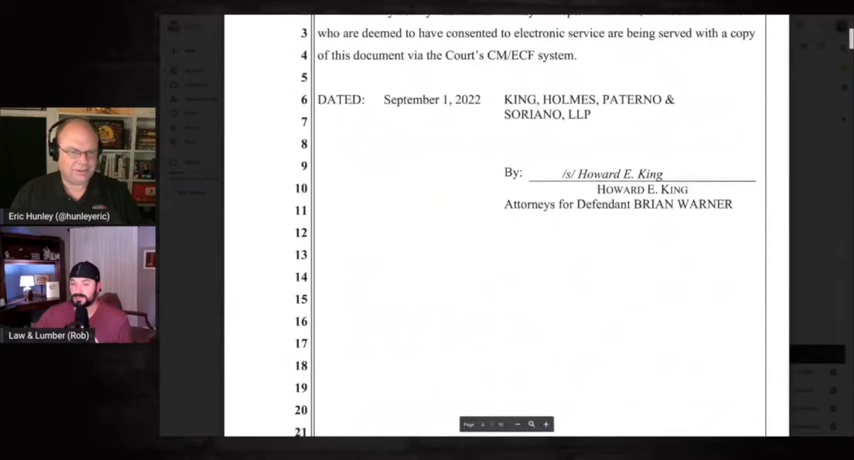 3 who are deemed to have consented to electronic service are being served with a copy
4 of this document via the Court's CM/ECF system.
5
6 DATED: September 1, 2022 KING, HOLMES, PATERNO &
7 SORIANO, LLP
8
9 By: /s/ Howard E. King
10 HOWARD E. KING
11 Attorneys for Defendant BRIAN WARNER
12
13
14
15
16
17
18
19
20
21
Eric Hunley (@hunleyeric)
Law & Lumber (Rob)
Page